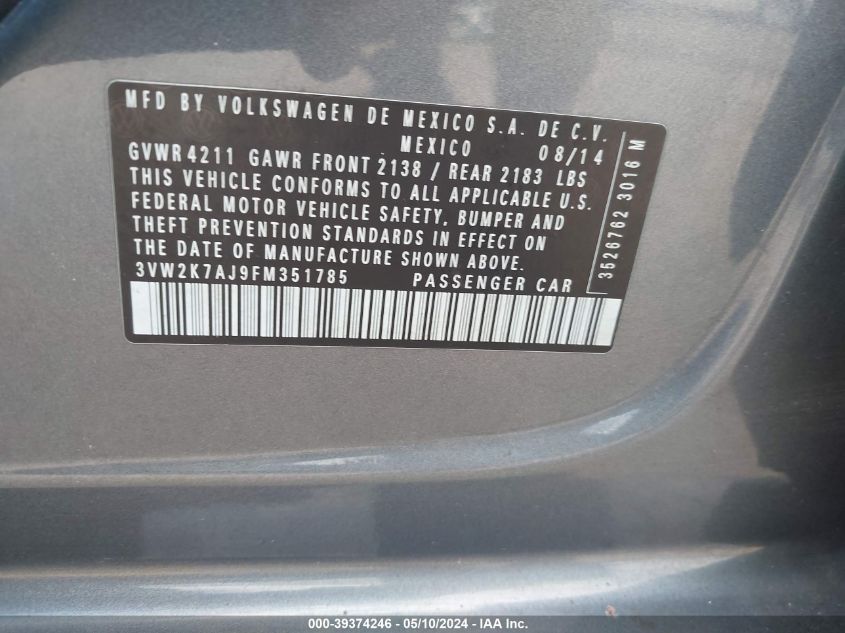 MFD BY VOLKSWAGEN DE MEXICO S.A. DE C.V.
MEXICO 08/14
GVWR 4211 GAWR FRONT 2138 / REAR 2183 LBS
THIS VEHICLE CONFORMS TO ALL APPLICABLE U.S.
FEDERAL MOTOR VEHICLE SAFETY, BUMPER AND
THEFT PREVENTION STANDARDS IN EFFECT ON
THE DATE OF MANUFACTURE SHOWN ABOVE.
3VW2K7AJ9FM351785 PASSENGER CAR
3526762 3016 M
000-39374246 - 05/10/2024 - IAA Inc.